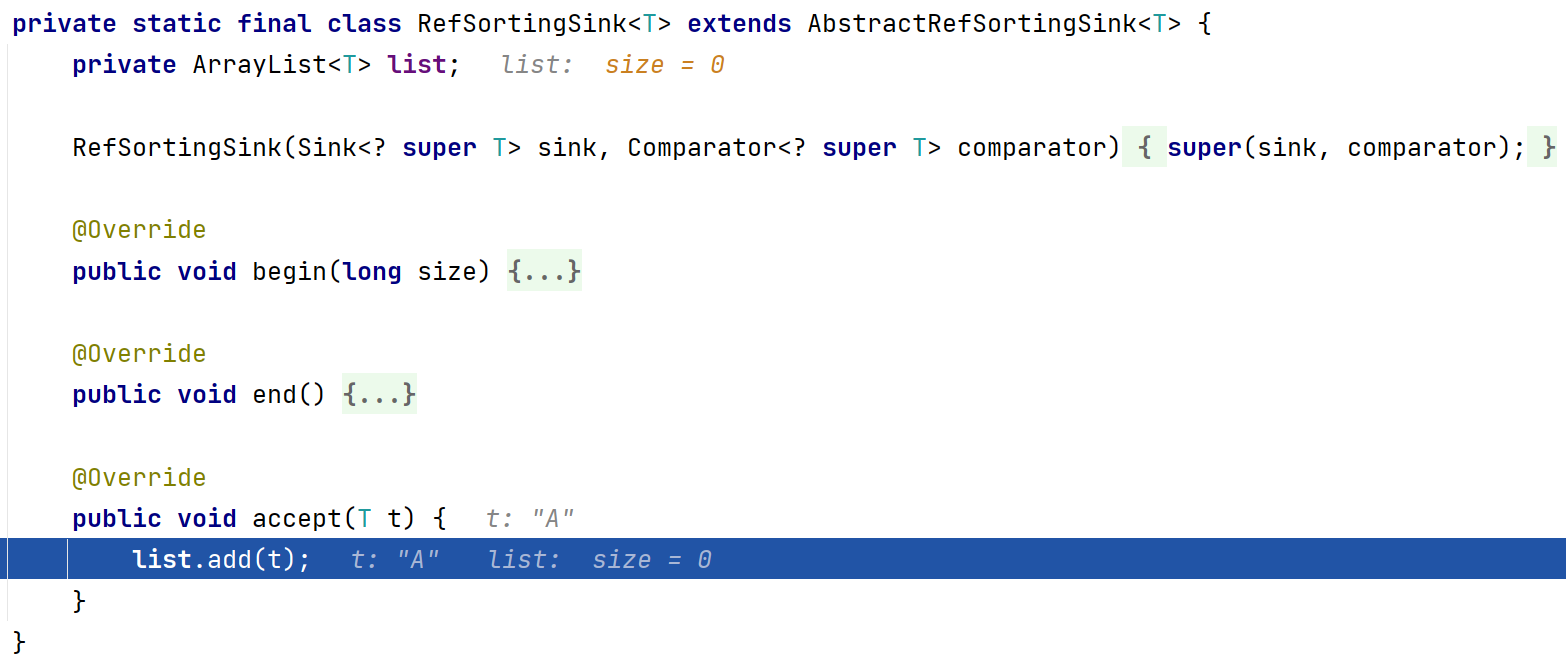 private static final class RefSortingSink<T> extends AbstractRefSortingSink<T> {
    private ArrayList<T> list;   list:  size = 0

    RefSortingSink(Sink<? super T> sink, Comparator<? super T> comparator) { super(sink, comparator); }

    @Override
    public void begin(long size) {...}

    @Override
    public void end() {...}

    @Override
    public void accept(T t) {   t: "A"
        list.add(t);   t: "A"   list:  size = 0
    }
}